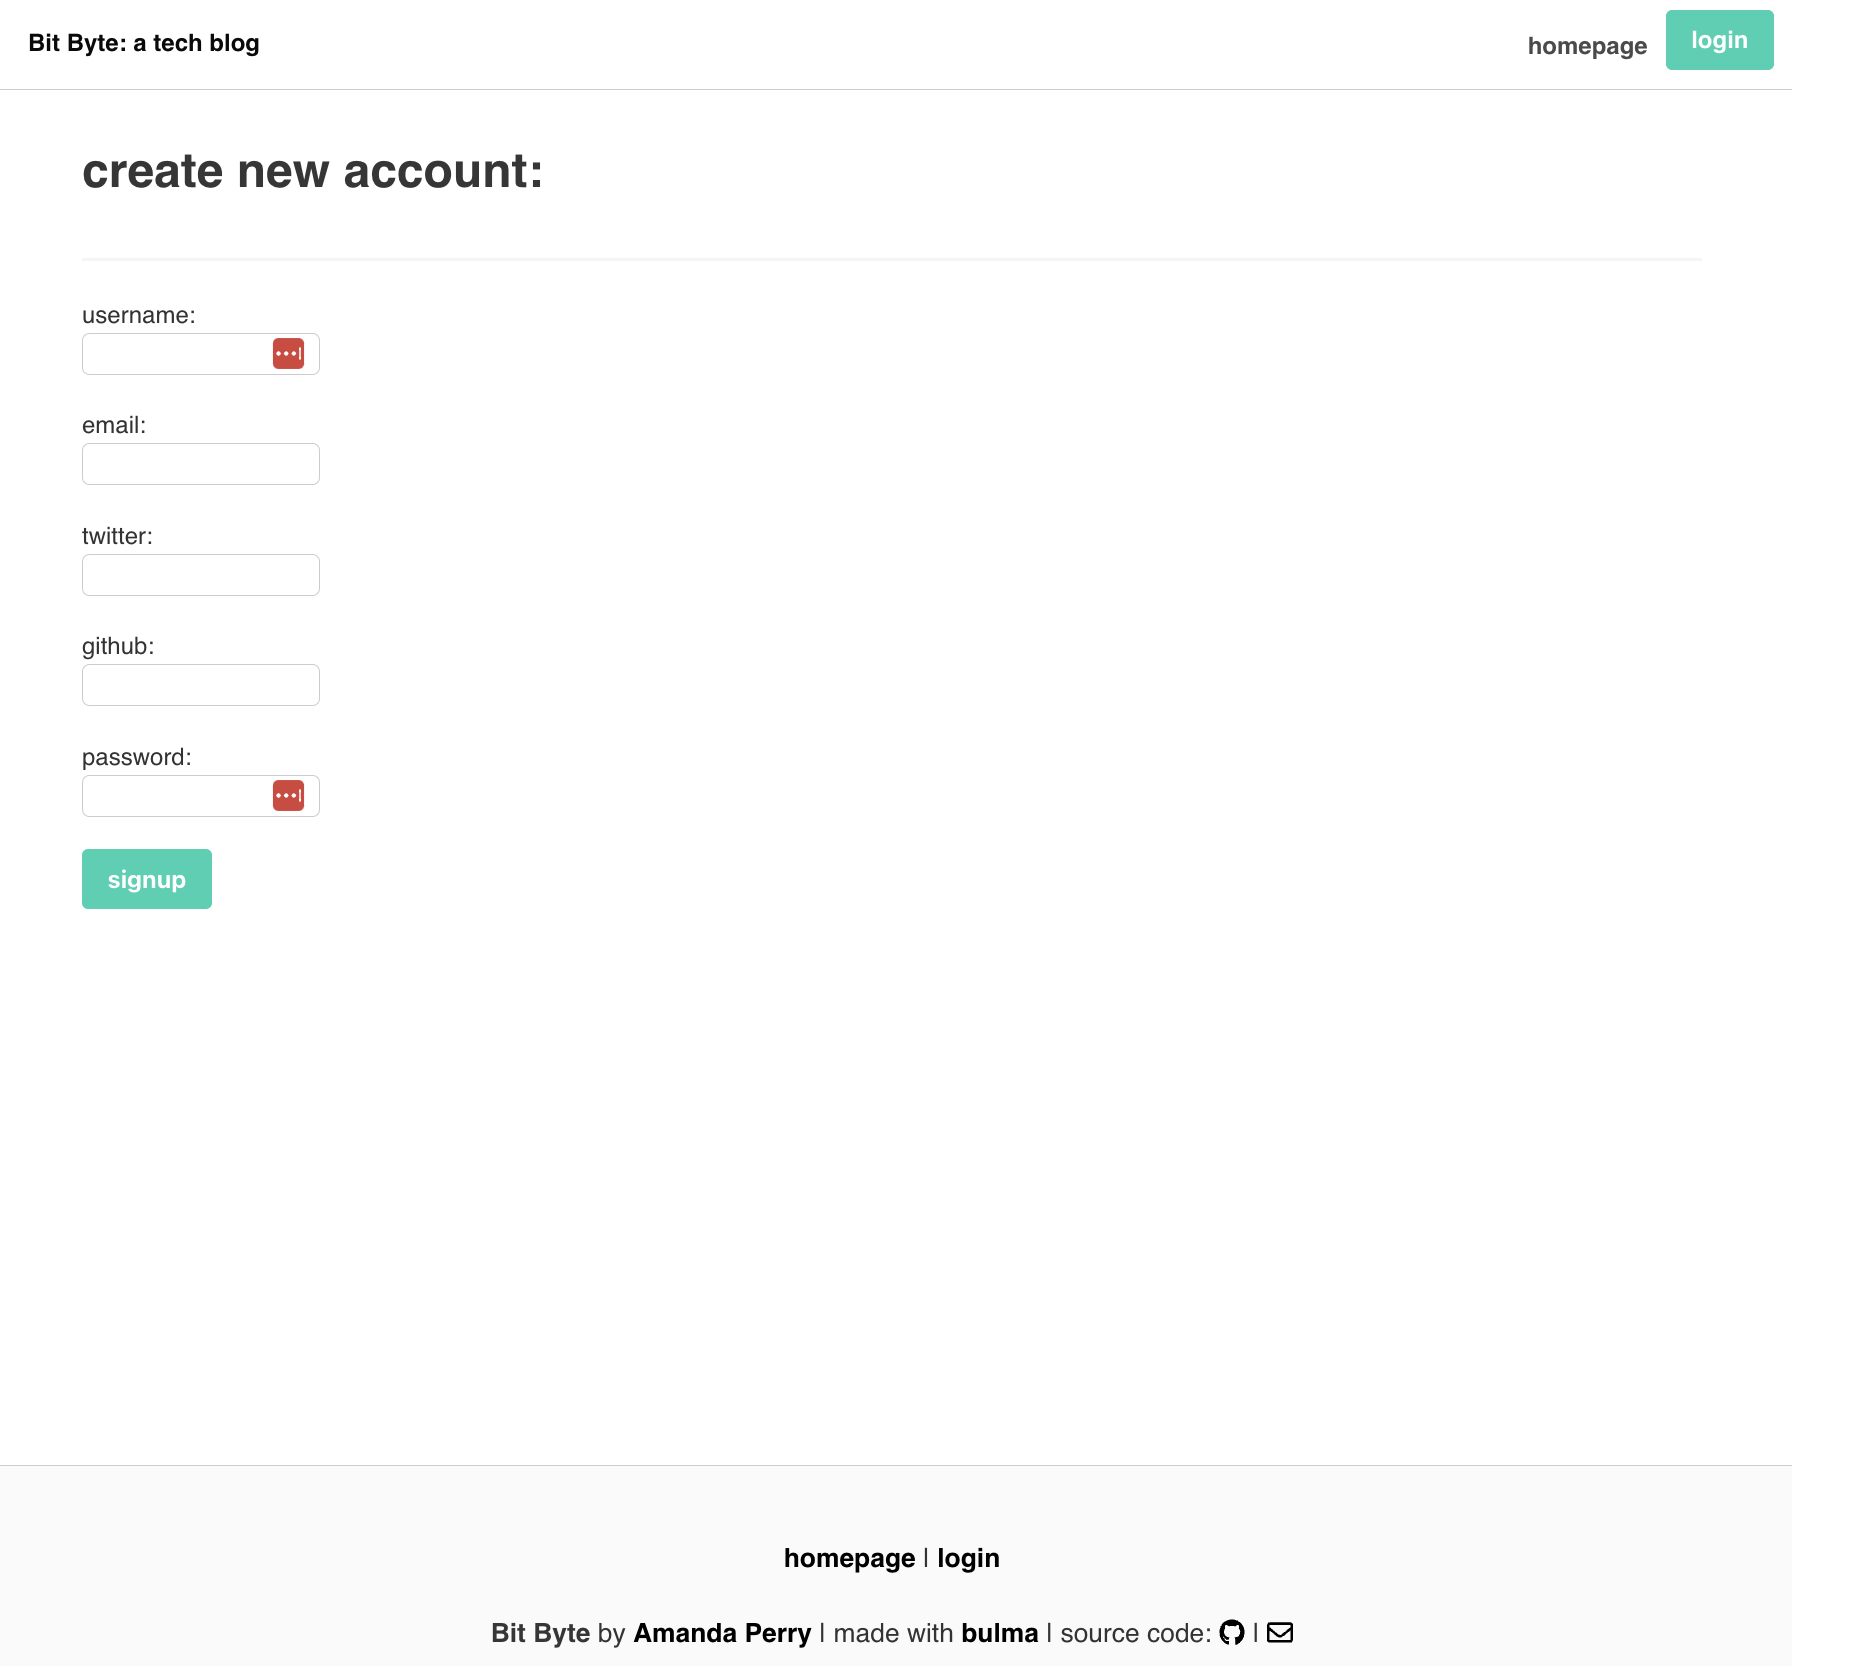 Bit Byte: a tech blog
homepage
login
create new account:
username:
email:
twitter:
github:
password:
signup
homepage | login
Bit Byte by Amanda Perry | made with bulma | source code: |